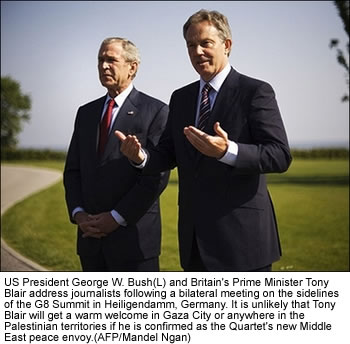 US President George W. Bush(L) and Britain's Prime Minister Tony
Blair address journalists following a bilateral meeting on the sidelines
of the G8 Summit in Heiligendamm, Germany. It is unlikely that Tony
Blair will get a warm welcome in Gaza City or anywhere in the
Palestinian territories if he is confirmed as the Quartet's new Middle
East peace envoy.(AFP/Mandel Ngan)